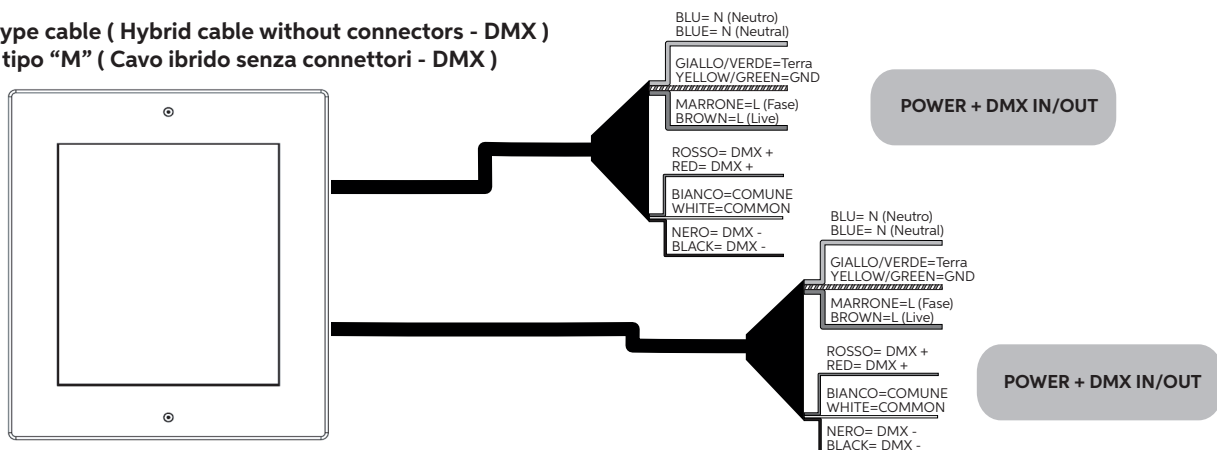 ype cable ( Hybrid cable without connectors - DMX )
tipo “M” ( Cavo ibrido senza connettori - DMX )
BLU= N (Neutro)
BLUE= N (Neutral)
GIALLO/VERDE=Terra
YELLOW/GREEN=GND
MARRONE=L (Fase)
BROWN=L (Live)
ROSSO= DMX +
RED= DMX +
BIANCO=COMUNE
WHITE=COMMON
NERO= DMX -
BLACK= DMX -
POWER + DMX IN/OUT
BLU= N (Neutro)
BLUE= N (Neutral)
GIALLO/VERDE=Terra
YELLOW/GREEN=GND
MARRONE=L (Fase)
BROWN=L (Live)
ROSSO= DMX +
RED= DMX +
BIANCO=COMUNE
WHITE=COMMON
NERO= DMX -
BLACK= DMX -
POWER + DMX IN/OUT